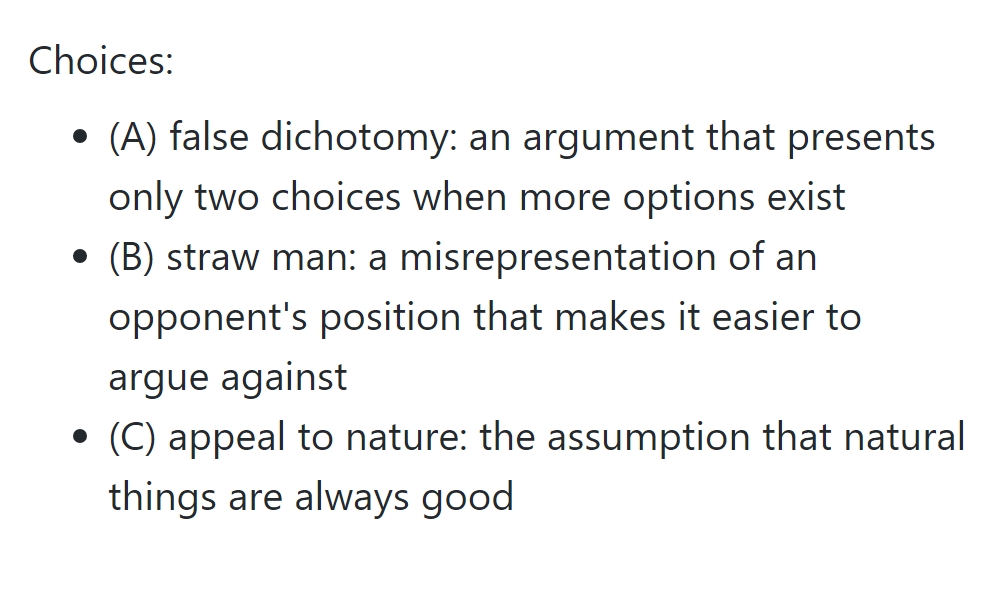 Choices:
• (A) false dichotomy: an argument that presents
only two choices when more options exist
• (B) straw man: a misrepresentation of an
opponent's position that makes it easier to
argue against
• (C) appeal to nature: the assumption that natural
things are always good